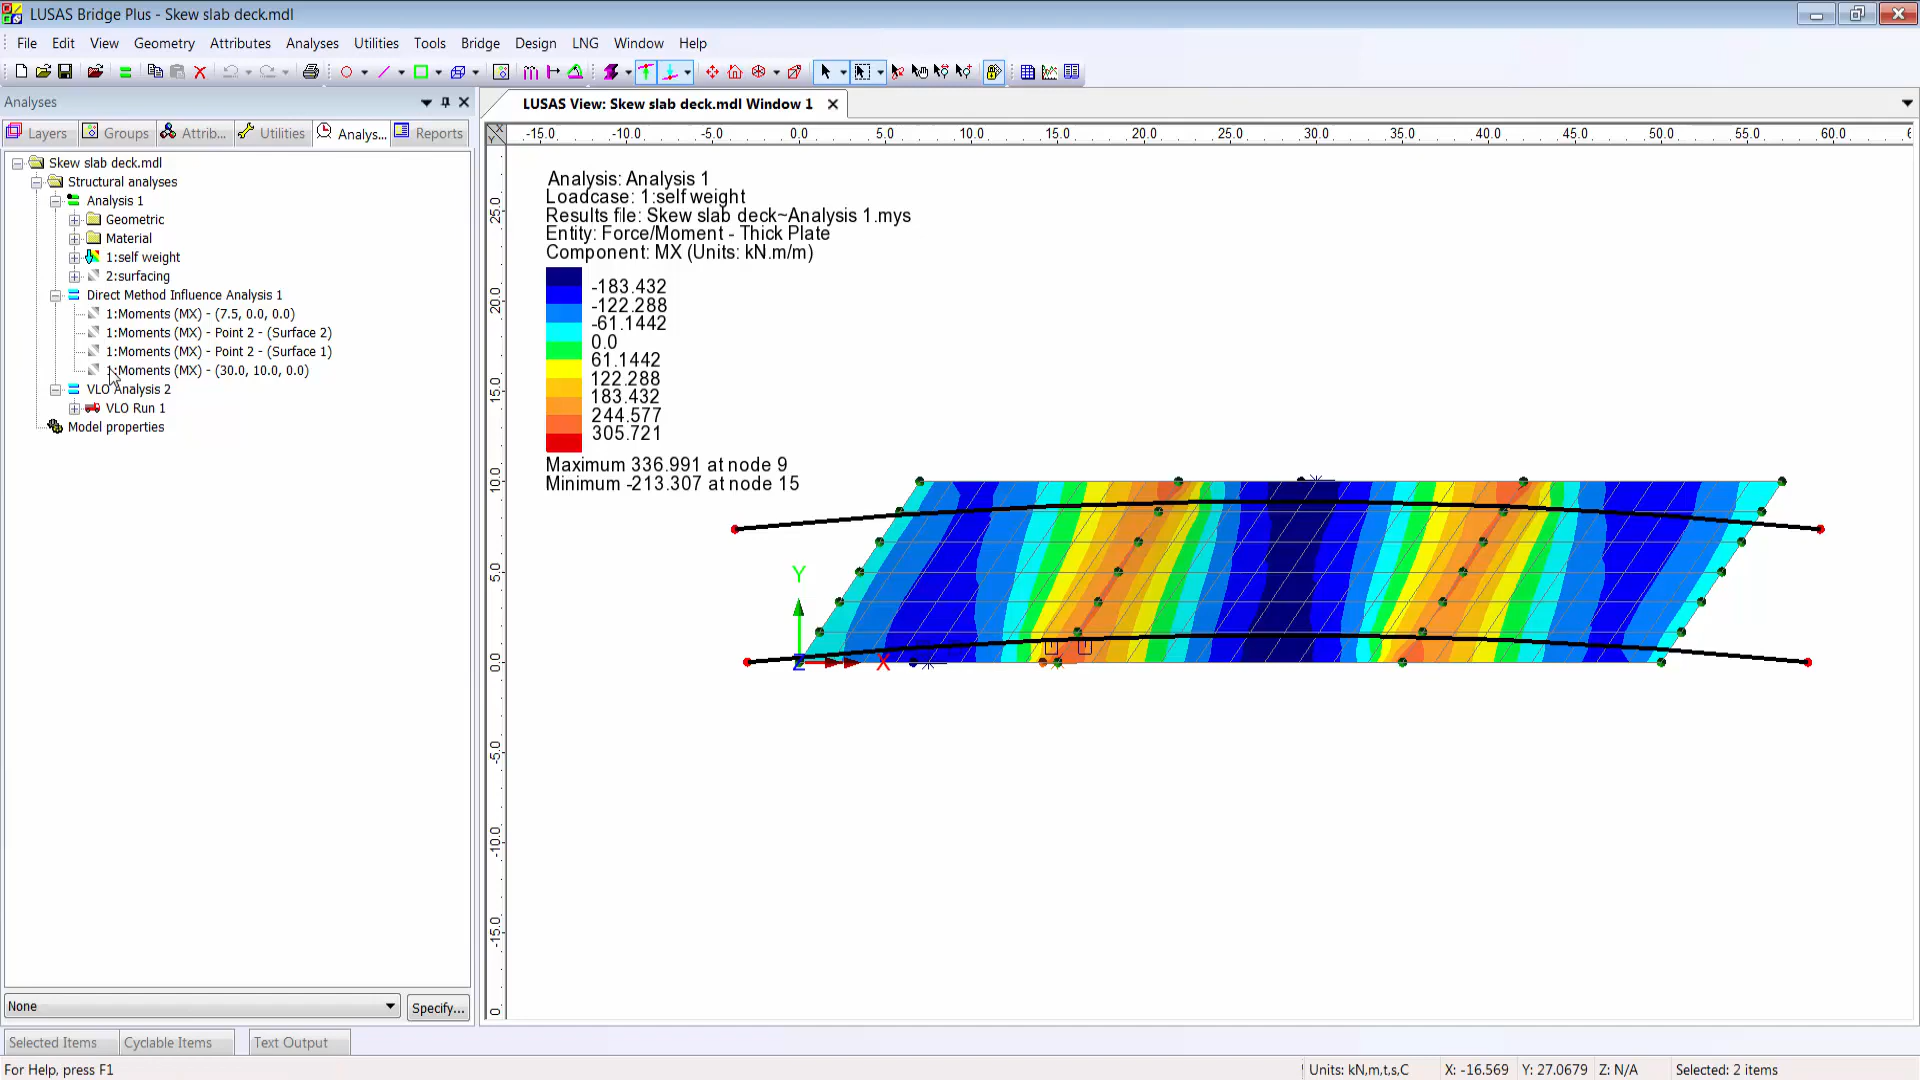 LUSAS Bridge Plus - Skew slab deck.mdl
File Edit View Geometry Attributes Analyses Utilities Tools Bridge Design LNG Window Help
Analyses
Layers Groups Attrib... Utilities Analys... Reports
Skew slab deck.mdl
Structural analyses
Analysis 1
Geometric
Material
1:self weight
2:surfacing
Direct Method Influence Analysis 1
1:Moments (MX) - (7.5, 0.0, 0.0)
1:Moments (MX) - Point 2 - (Surface 2)
1:Moments (MX) - Point 2 - (Surface 1)
1:Moments (MX) - (30.0, 10.0, 0.0)
VLO Analysis 2
VLO Run 1
Model properties
None
Specify...
LUSAS View: Skew slab deck.mdl Window 1
-15.0 -10.0 -5.0 0.0 5.0 10.0 15.0 20.0 25.0 30.0 35.0 40.0 45.0 50.0 55.0 60.0
25.0
20.0
15.0
10.0
5.0
0.0
-5.0
-10.0
-15.0
Analysis: Analysis 1
Loadcase: 1:self weight
Results file: Skew slab deck~Analysis 1.mys
Entity: Force/Moment - Thick Plate
Component: MX (Units: kN.m/m)
-183.432
-122.288
-61.1442
0.0
61.1442
122.288
183.432
244.577
305.721
Maximum 336.991 at node 9
Minimum -213.307 at node 15
Y
Z
X
Selected Items Cyclable Items Text Output
For Help, press F1
Units: kN,m,t,s,C X: -16.569 Y: 27.0679 Z: N/A Selected: 2 items